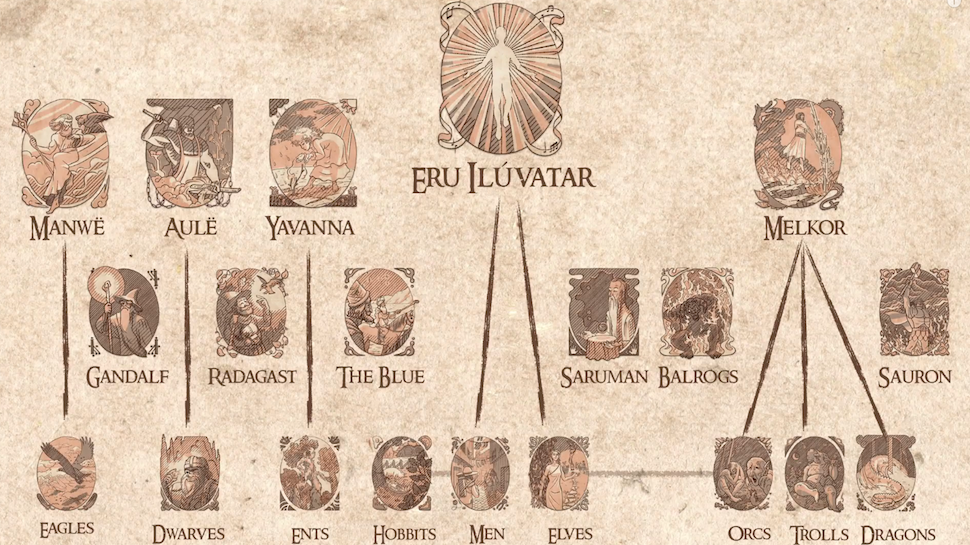 Eru Ilúvatar
Manwë
Aulë
Yavanna
Melkor
Gandalf
Radagast
The Blue
Saruman
Balrogs
Sauron
Eagles
Dwarves
Ents
Hobbits
Men
Elves
Orcs
Trolls
Dragons